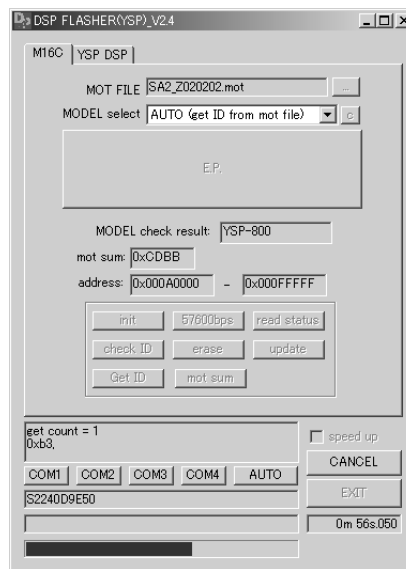 DSP FLASHER(YSP)_V2.4
M16C YSP DSP
MOT FILE SA2_Z020202.mot ...
MODEL select AUTO (get ID from mot file) c
E.P.
MODEL check result: YSP-800
mot sum: 0xCDBB
address: 0x000A0000 - 0x000FFFFF
init 57600bps read status
check ID erase update
Get ID mot sum
get count = 1
0xb3,
speed up
CANCEL
COM1 COM2 COM3 COM4 AUTO
S2240D9E50
EXIT
0m 56s.050